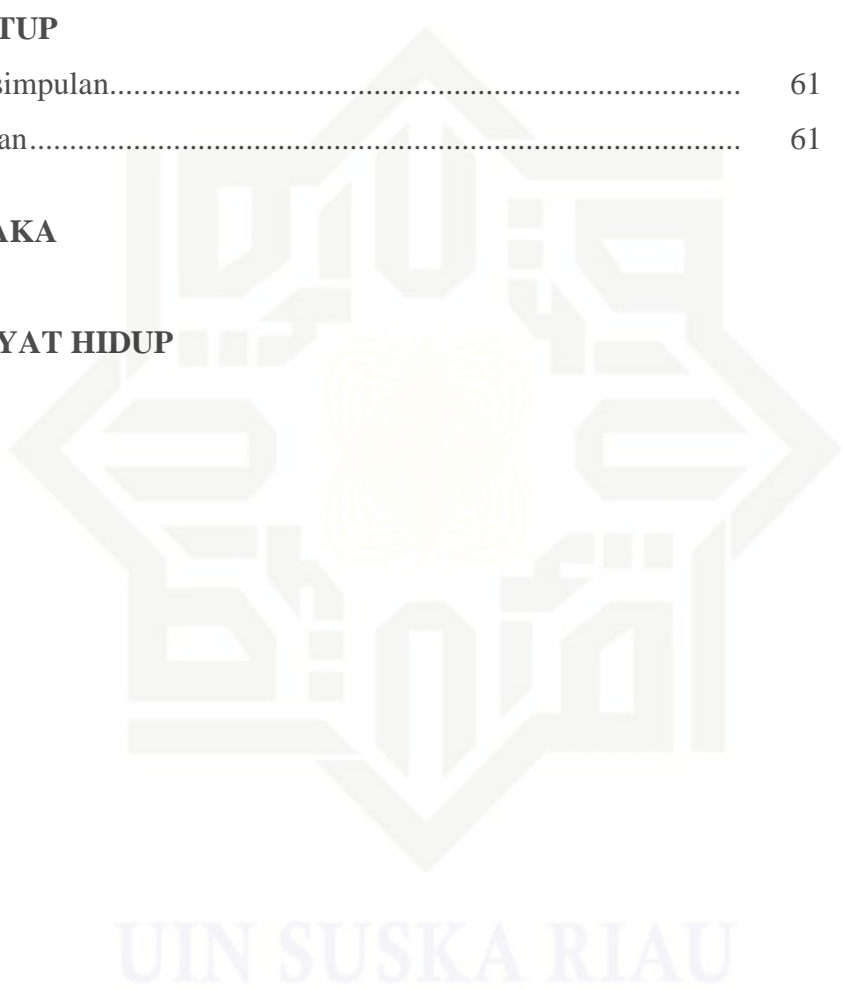 TUP
simpulan.......................................................................... 61
an................................................................................... 61
AKA
YAT HIDUP
UIN SUSKA RIAU